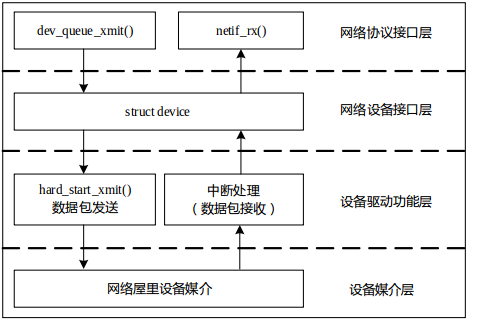 dev_queue_xmit()
netif_rx()
网络协议接口层
struct device
网络设备接口层
hard_start_xmit()
数据包发送
中断处理
（数据包接收）
设备驱动功能层
网络屋里设备媒介
设备媒介层